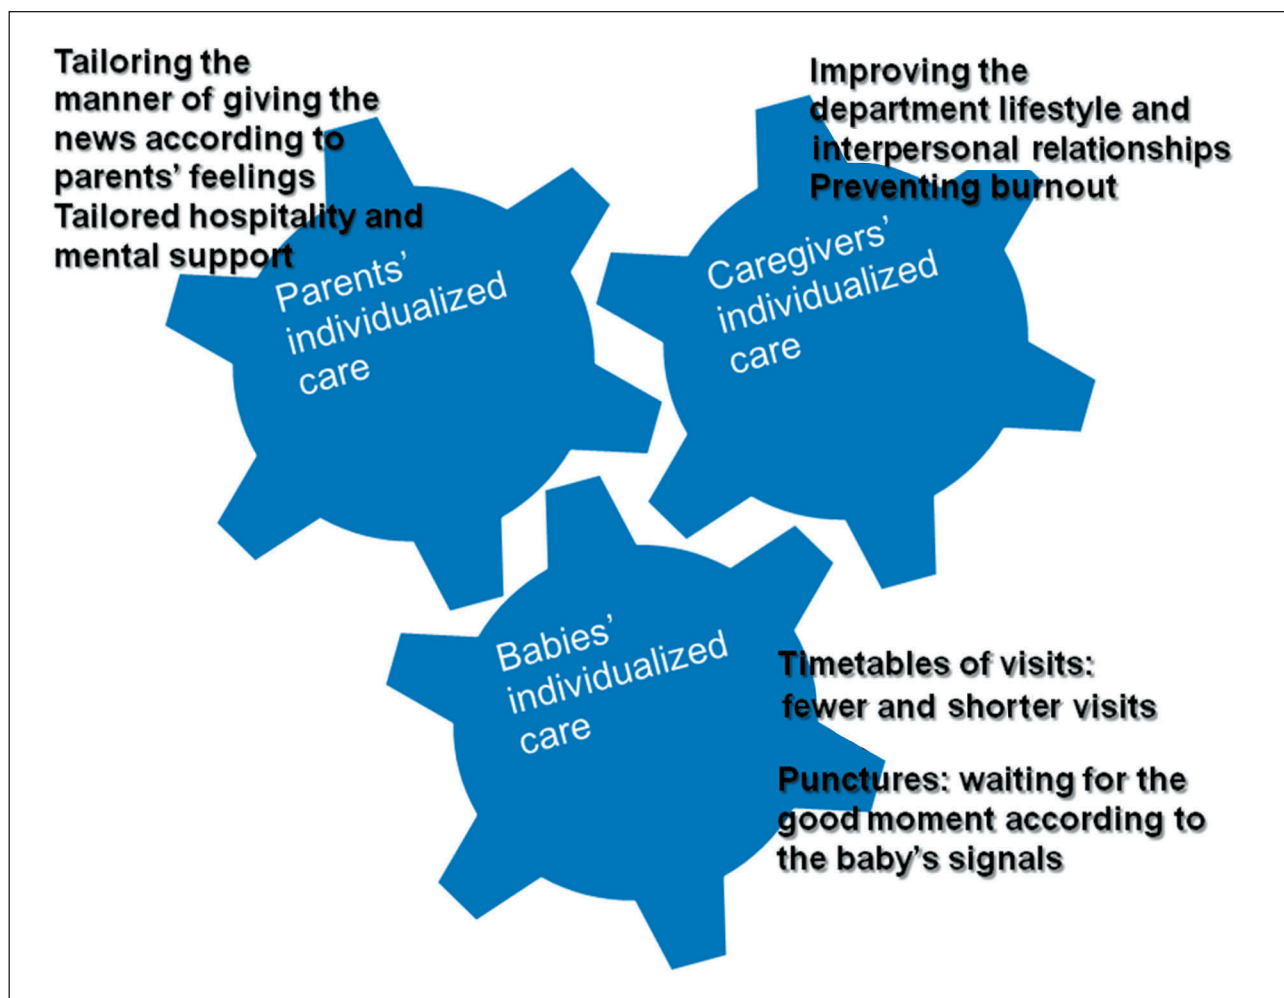 Tailoring the
manner of giving the
news according to
parents’ feelings
Tailored hospitality and
mental support
Parents’
individualized
care
Improving the
department lifestyle and
interpersonal relationships
Preventing burnout
Caregivers’
individualized
care
Babies’
individualized
care
Timetables of visits:
fewer and shorter visits
Punctures: waiting for the
good moment according to
the baby’s signals